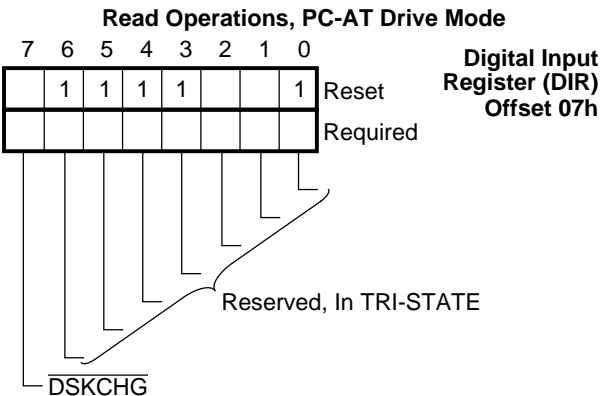 Read Operations, PC-AT Drive Mode
7 6 5 4 3 2 1 0
Digital Input
Register (DIR)
Offset 07h
1 1 1 1 1 Reset
Required
Reserved, In TRI-STATE
DSKCHG